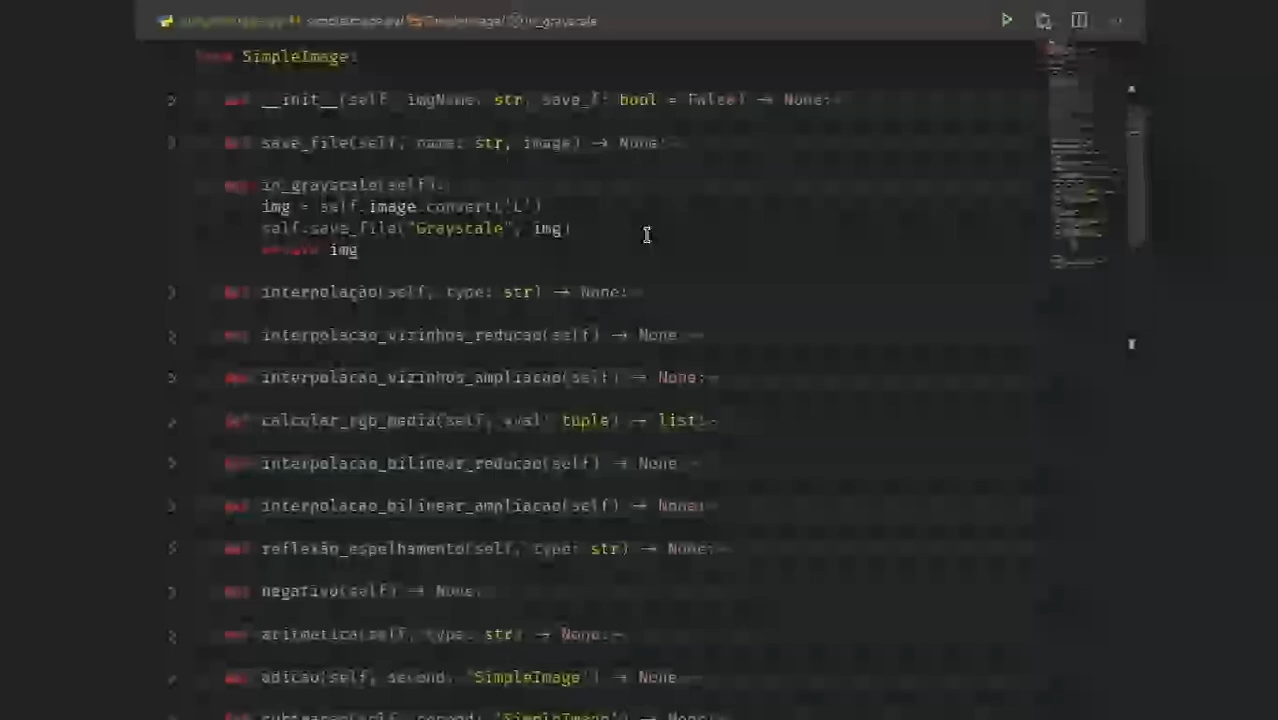 class SimpleImage:
def __init__(self, imgName: str, save_f: bool = False) → None:
def save_file(self, name: str, image) → None:
def in_grayscale(self):
img = self.image.convert('L')
self.save_file("Grayscale", img)
return img
def interpolação(self, type: str) → None:
def interpolacao_vizinhos_reducao(self) → None:
def interpolacao_vizinhos_ampliacao(self) → None:
def calcular_rgb_media(self, tuple) → list:
def interpolacao_bilinear_reducao(self) → None:
def interpolacao_bilinear_ampliacao(self) → None:
def reflexão_espelhamento(self, type: str) → None:
def negativo(self) → None:
def aritmetica(self, type: str) → None:
def adicao(self, second: 'SimpleImage') → None: